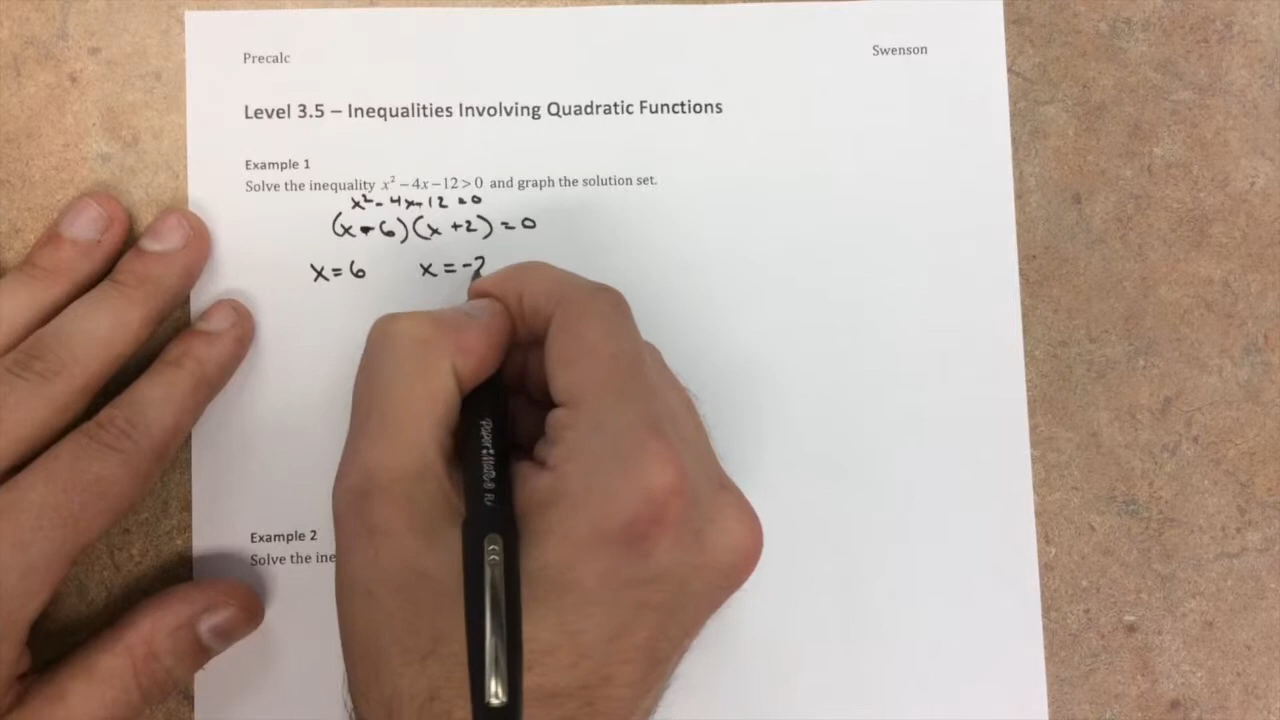 Precalc
Swenson
Level 3.5 – Inequalities Involving Quadratic Functions
Example 1
Solve the inequality x² – 4x – 12 > 0 and graph the solution set.
x² - 4x - 12 = 0
(x - 6)(x + 2) = 0
x = 6 x = -2
Example 2
Solve the ine
PaperMate